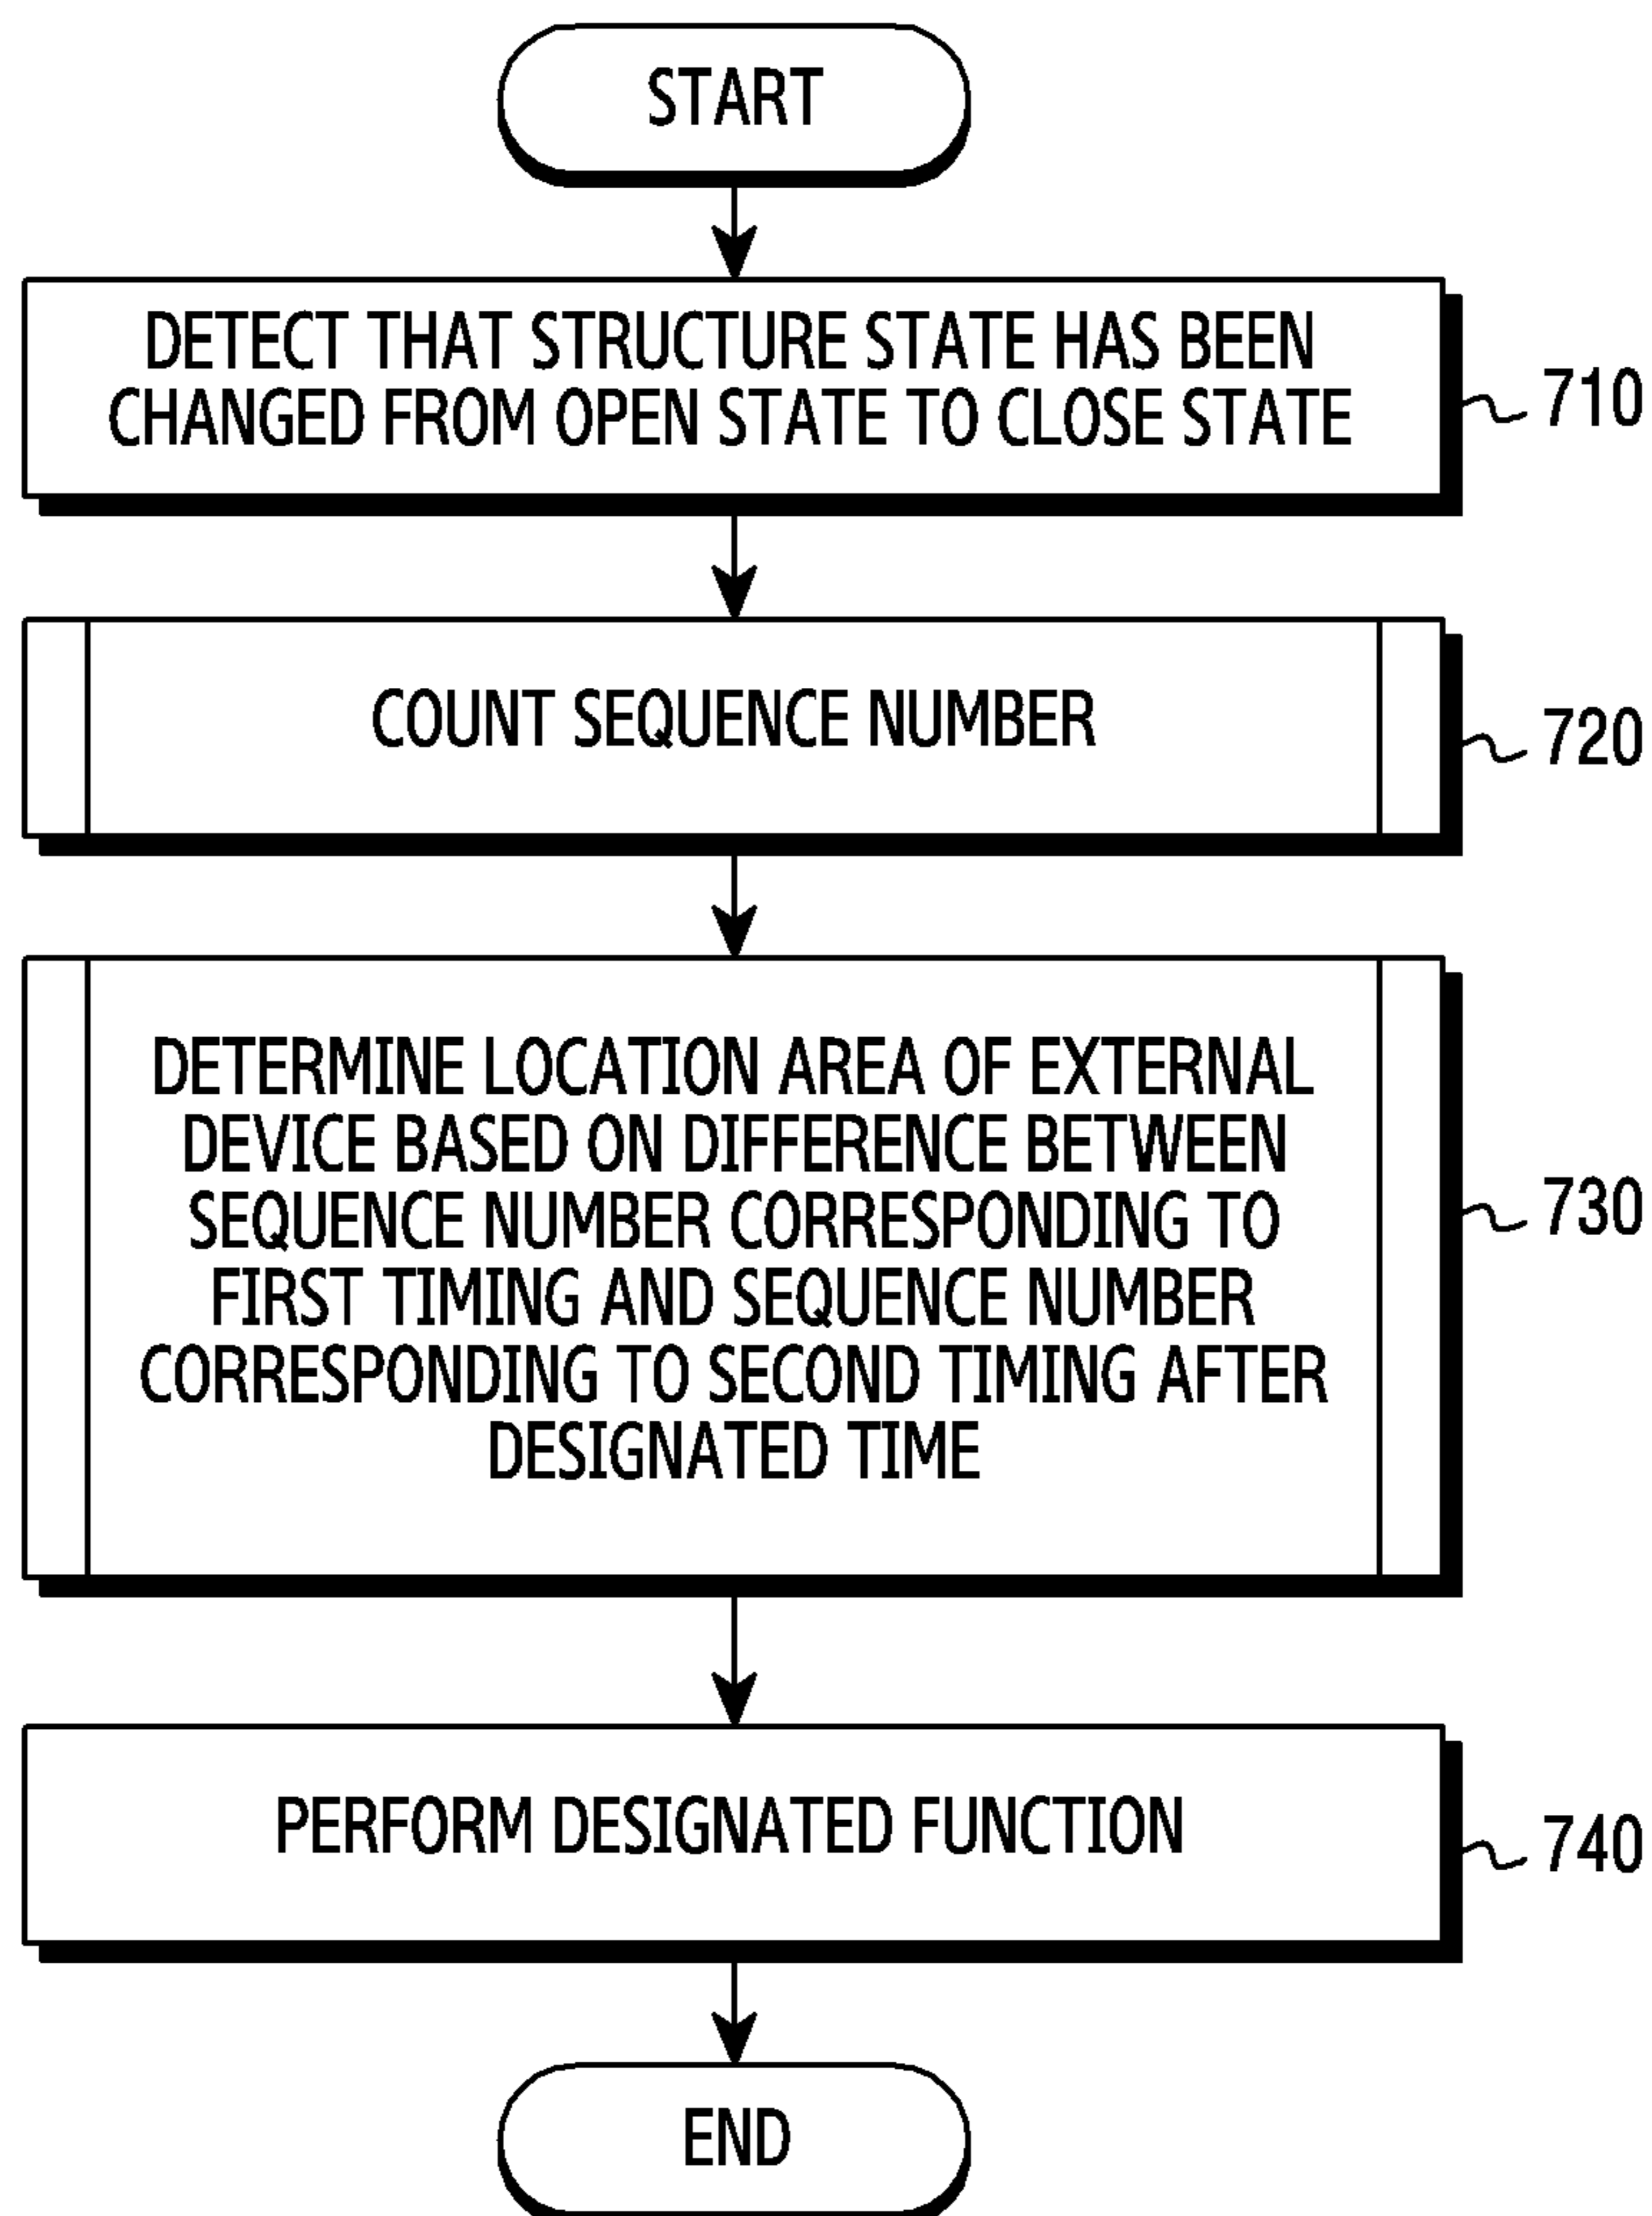 START
DETECT THAT STRUCTURE STATE HAS BEEN
CHANGED FROM OPEN STATE TO CLOSE STATE
710
COUNT SEQUENCE NUMBER
720
DETERMINE LOCATION AREA OF EXTERNAL
DEVICE BASED ON DIFFERENCE BETWEEN
SEQUENCE NUMBER CORRESPONDING TO
FIRST TIMING AND SEQUENCE NUMBER
CORRESPONDING TO SECOND TIMING AFTER
DESIGNATED TIME
730
PERFORM DESIGNATED FUNCTION
740
END